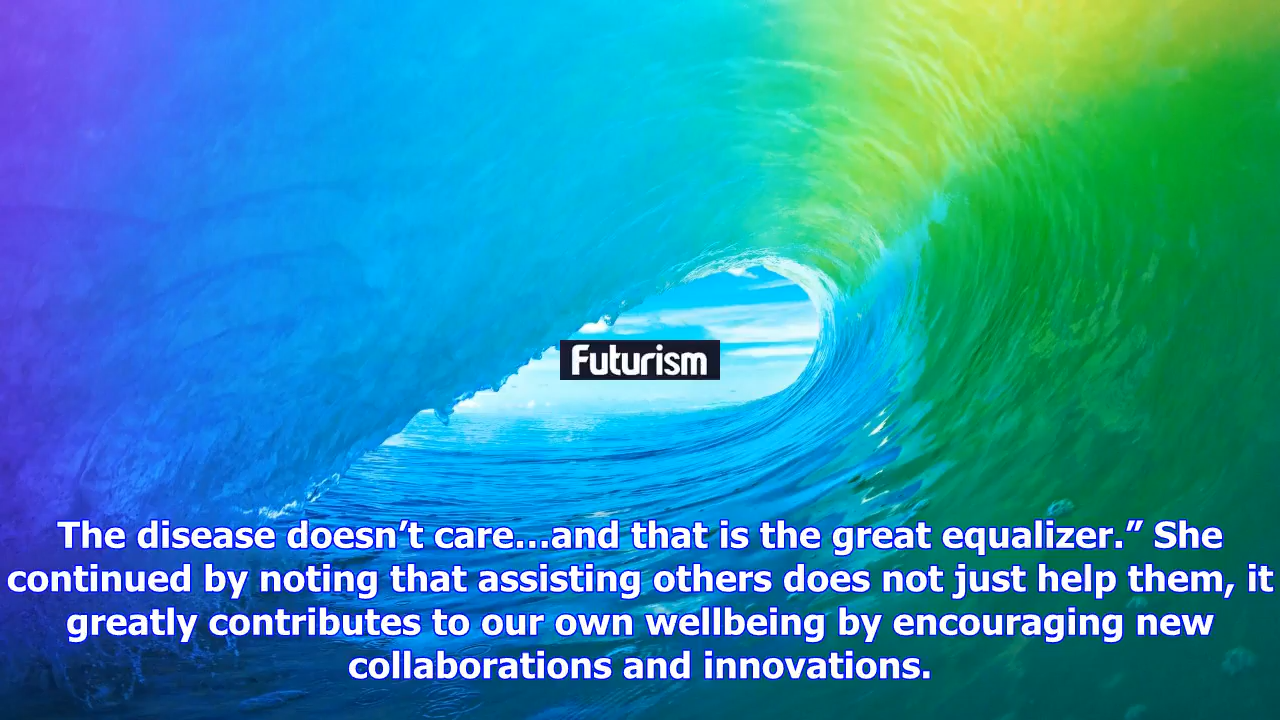 Futurism
The disease doesn’t care...and that is the great equalizer.” She
continued by noting that assisting others does not just help them, it
greatly contributes to our own wellbeing by encouraging new
collaborations and innovations.